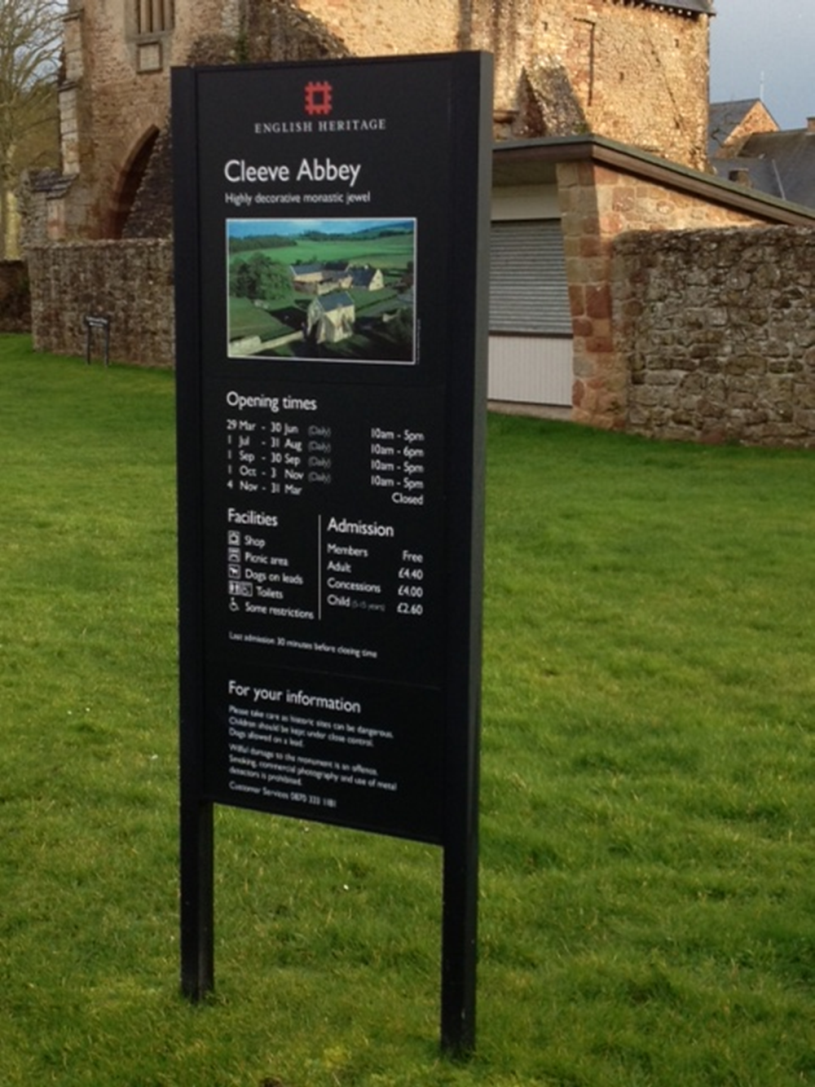 ENGLISH HERITAGE
Cleeve Abbey
Highly decorative monastic jewel
Opening times
29 Mar - 30 Jun (Daily) 10am - 5pm
1 Jul - 31 Aug (Daily) 10am - 6pm
1 Sep - 30 Sep (Daily) 10am - 5pm
1 Oct - 3 Nov (Daily) 10am - 5pm
4 Nov - 31 Mar Closed
Facilities
Shop
Picnic area
Dogs on leads
Toilets
Some restrictions
Admission
Members Free
Adult £4.40
Concessions £4.00
Child (5-15 years) £2.60
Last admission 30 minutes before closing time
For your information
Please take care as historic sites can be dangerous.
Children should be kept under close control.
Dogs allowed on a lead.
Wilful damage to the monument is an offence.
Smoking, commercial photography and use of metal
detectors is prohibited.
Customer Services 0870 333 1181